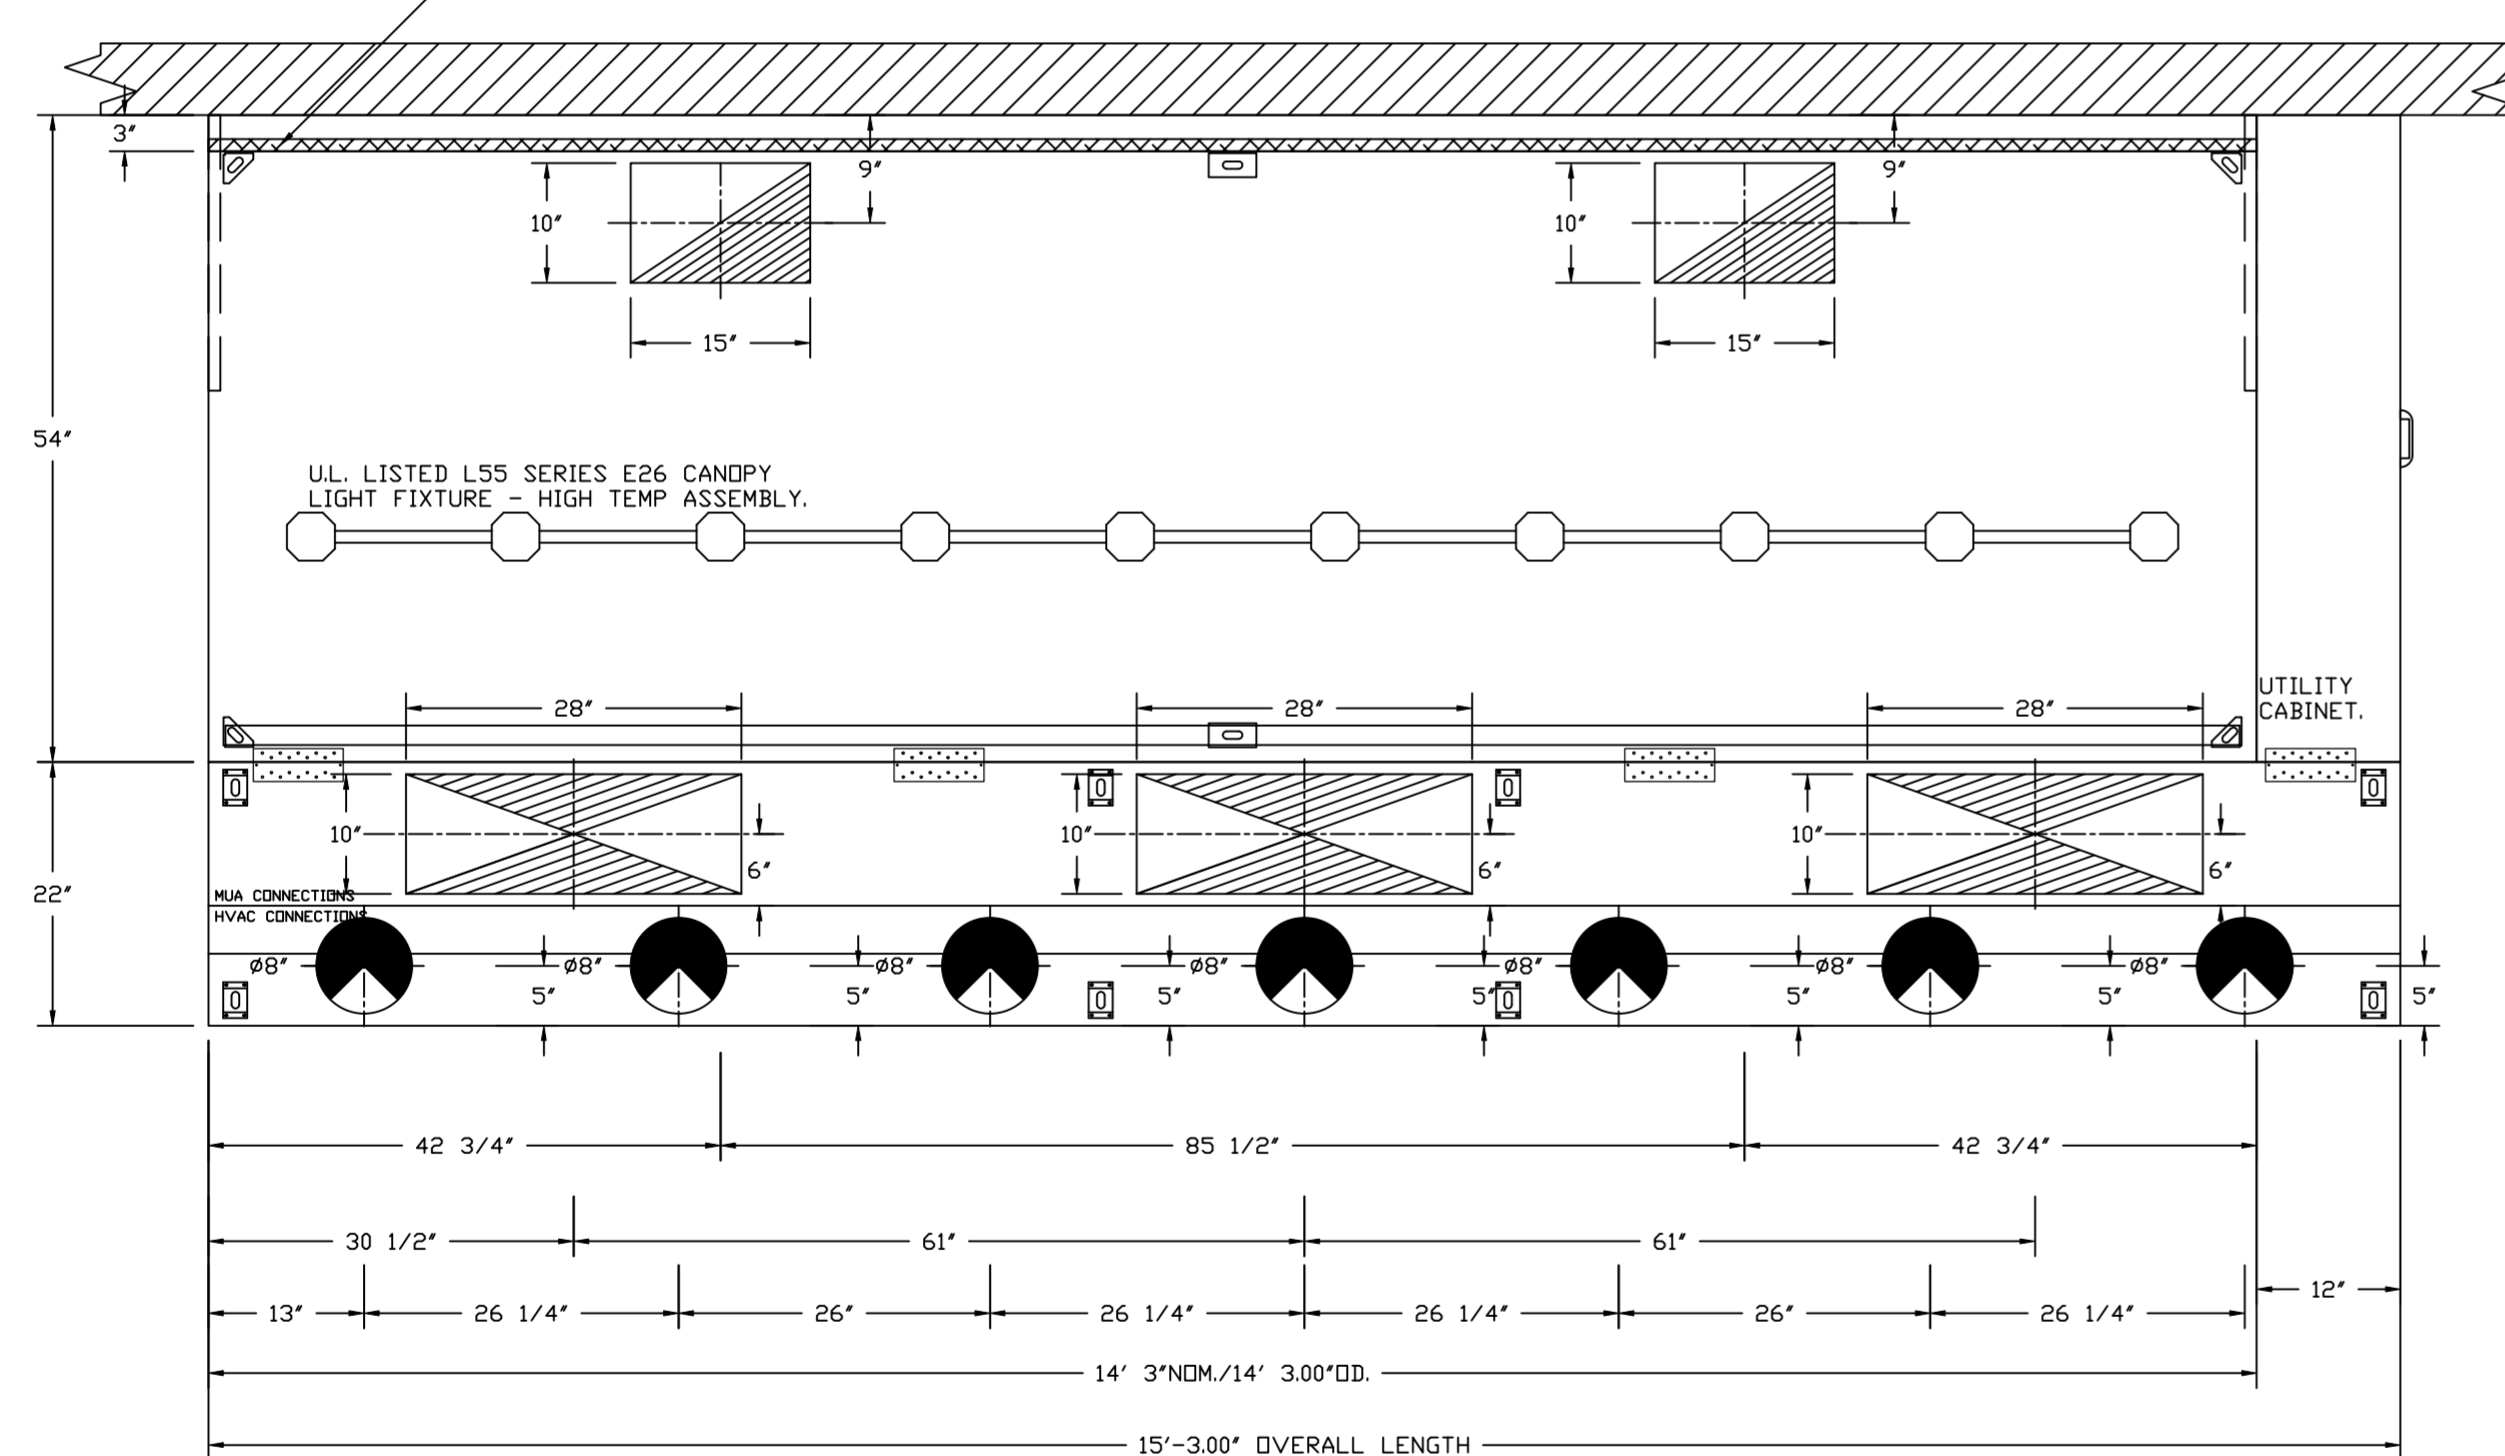 3"
9"
9"
10"
10"
15"
15"
54"
U.L. LISTED L55 SERIES E26 CANOPY
LIGHT FIXTURE - HIGH TEMP ASSEMBLY.
UTILITY
CABINET.
28"
28"
28"
10"
10"
10"
6"
6"
6"
22"
MUA CONNECTIONS
HVAC CONNECTIONS
ø8"
ø8"
ø8"
ø8"
ø8"
ø8"
ø8"
5"
5"
5"
5"
5"
5"
5"
42 3/4"
85 1/2"
42 3/4"
30 1/2"
61"
61"
12"
13"
26 1/4"
26"
26 1/4"
26 1/4"
26"
26 1/4"
14' 3"NOM./14' 3.00"OD.
15'-3.00" OVERALL LENGTH